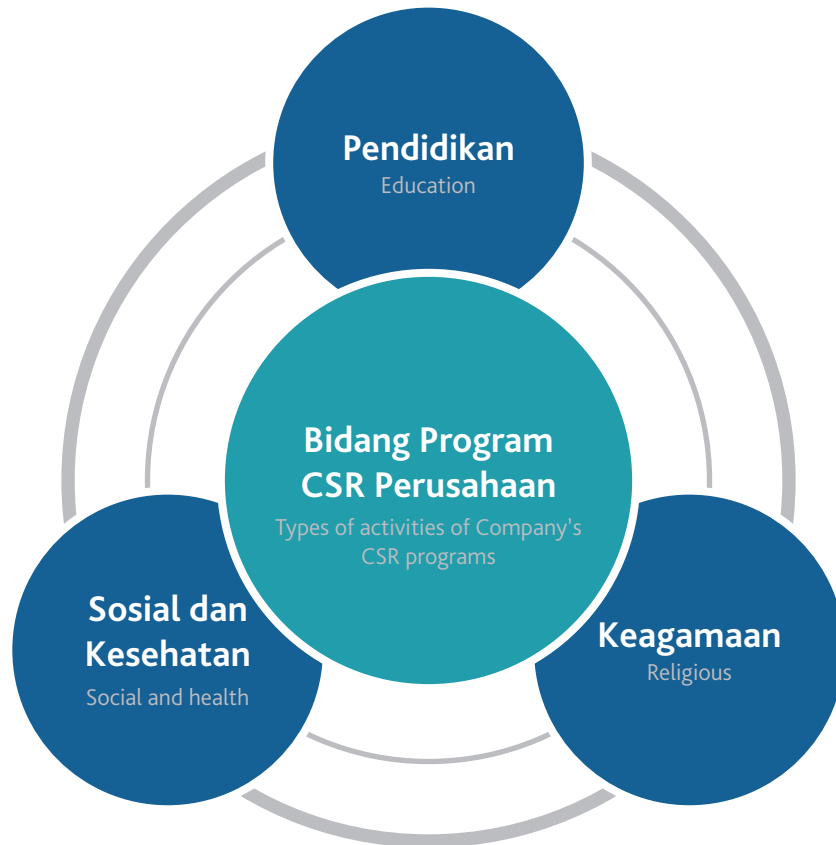 Pendidikan
Education
Bidang Program
CSR Perusahaan
Types of activities of Company's
CSR programs
Sosial dan
Kesehatan
Social and health
Keagamaan
Religious